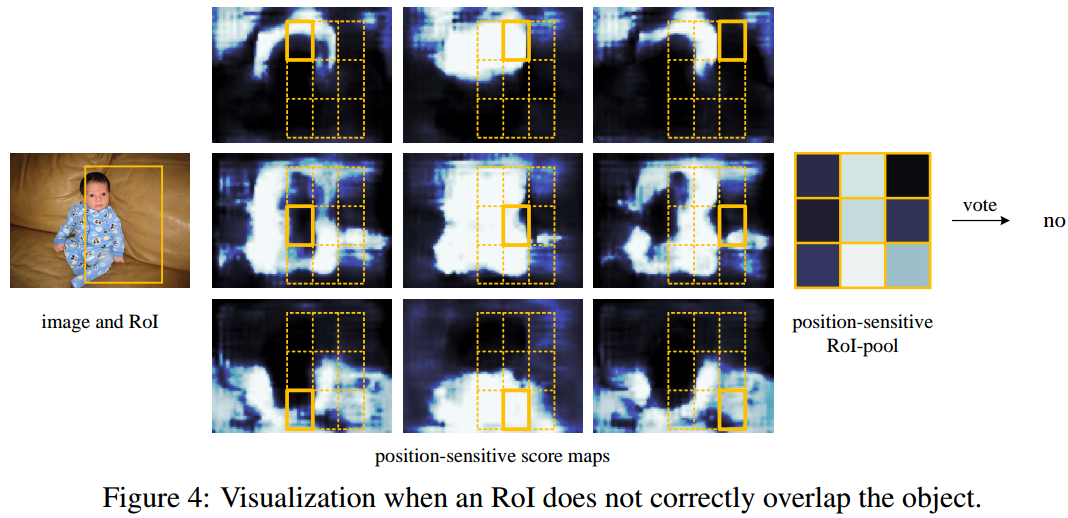 image and RoI
position-sensitive score maps
position-sensitive
RoI-pool
vote
no
Figure 4: Visualization when an RoI does not correctly overlap the object.